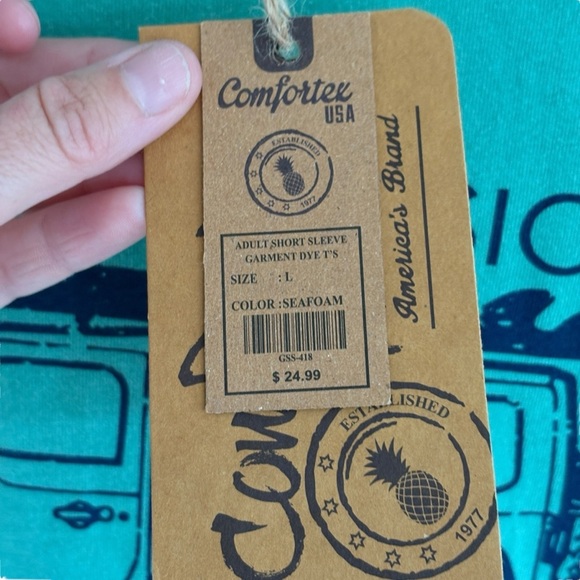 Comfortex
USA
ESTABLISHED
1977
ADULT SHORT SLEEVE
GARMENT DYE T'S
SIZE : L
COLOR :SEAFOAM
GSS-418
$ 24.99
America's Brand
ESTABLISHED
1977